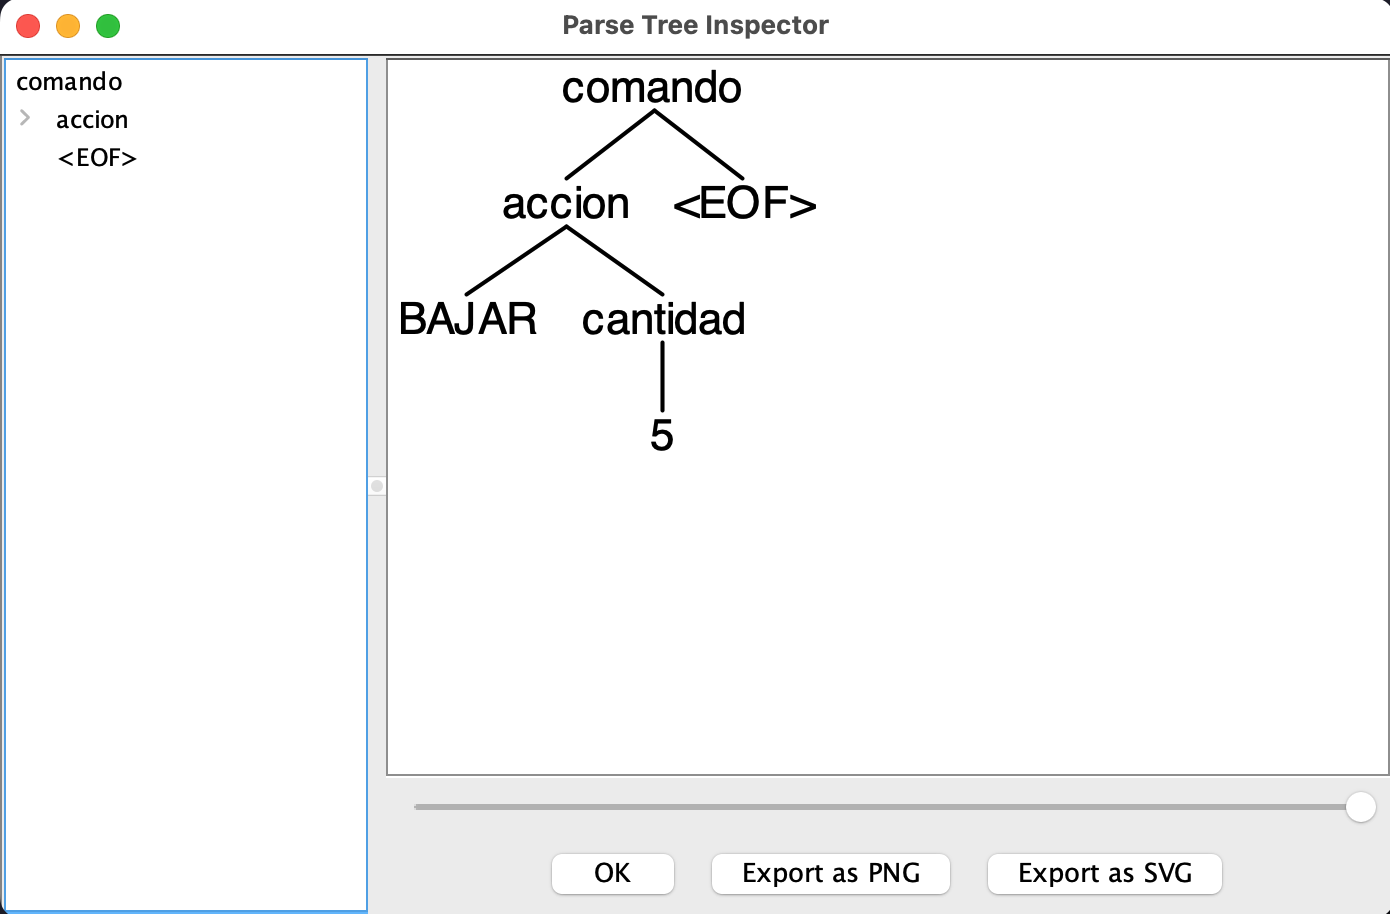 Parse Tree Inspector
comando
accion
<EOF>
comando
accion <EOF>
BAJAR cantidad
5
OK Export as PNG Export as SVG